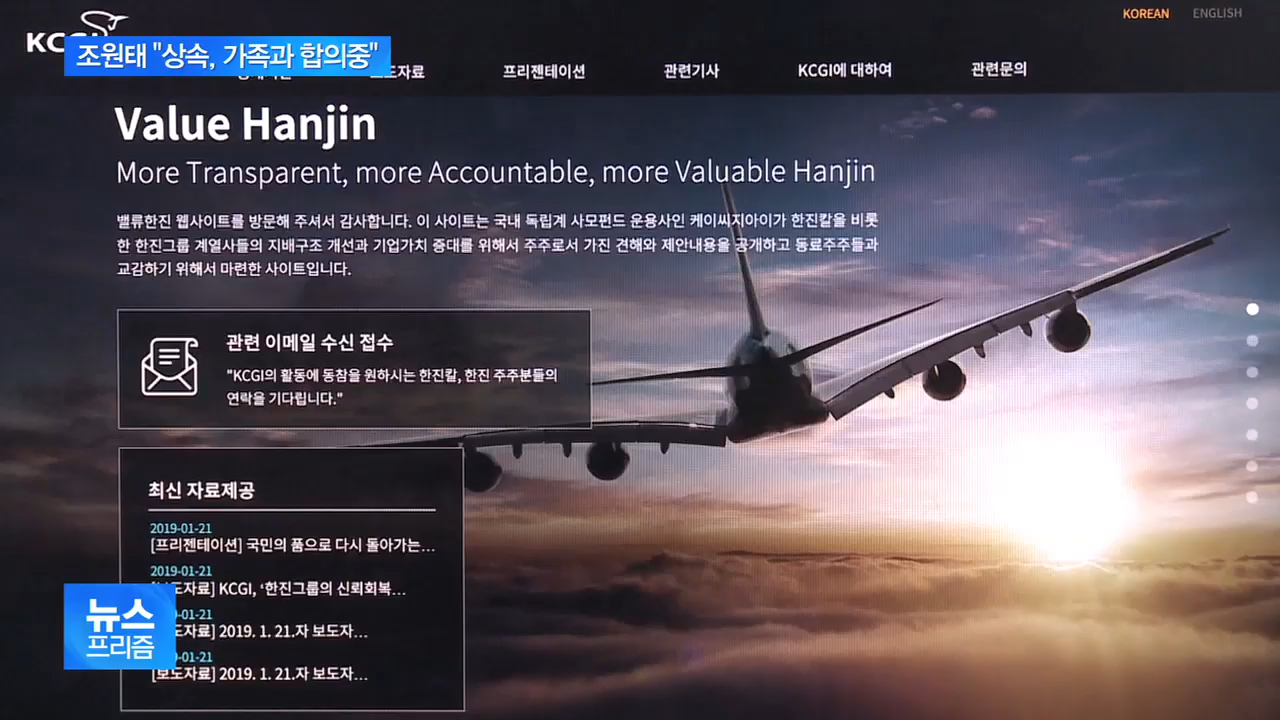 KOREAN ENGLISH
조원태 "상속, 가족과 합의중"
프리젠테이션 관련기사 KCGI에 대하여 관련문의
Value Hanjin
More Transparent, more Accountable, more Valuable Hanjin
밸류한진 웹사이트를 방문해 주셔서 감사합니다. 이 사이트는 국내 독립계 사모펀드 운용사인 케이씨지아이가 한진칼을 비롯
한 한진그룹 계열사들의 지배구조 개선과 기업가치 증대를 위해서 주주로서 가진 견해와 제안내용을 공개하고 동료주주들과
교감하기 위해서 마련한 사이트입니다.
관련 이메일 수신 접수
"KCGI의 활동에 동참을 원하시는 한진칼, 한진 주주분들의
연락을 기다립니다."
최신 자료제공
2019-01-21
[프리젠테이션] 국민의 품으로 다시 돌아가는...
2019-01-21
[보도자료] KCGI, ‘한진그룹의 신뢰회복...
2019. 1. 21.자 보도자...
[보도자료] 2019. 1. 21.자 보도자...
뉴스
프리즘